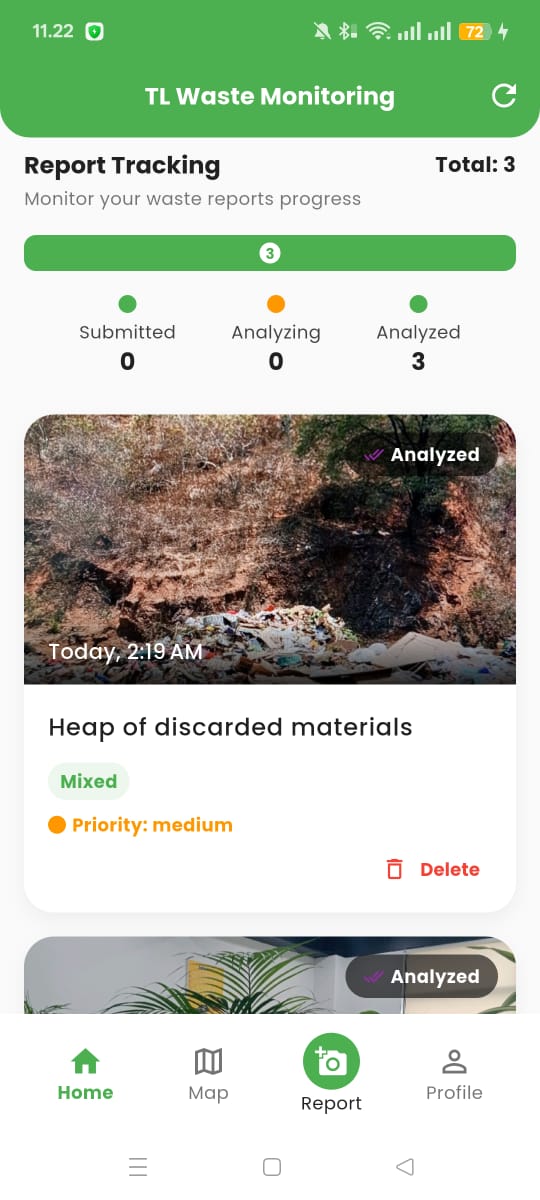 11.22
72
TL Waste Monitoring
Report Tracking
Total: 3
Monitor your waste reports progress
3
Submitted
Analyzing
Analyzed
0
0
3
Analyzed
Today, 2:19 AM
Heap of discarded materials
Mixed
Priority: medium
Delete
Analyzed
Home
Map
Report
Profile